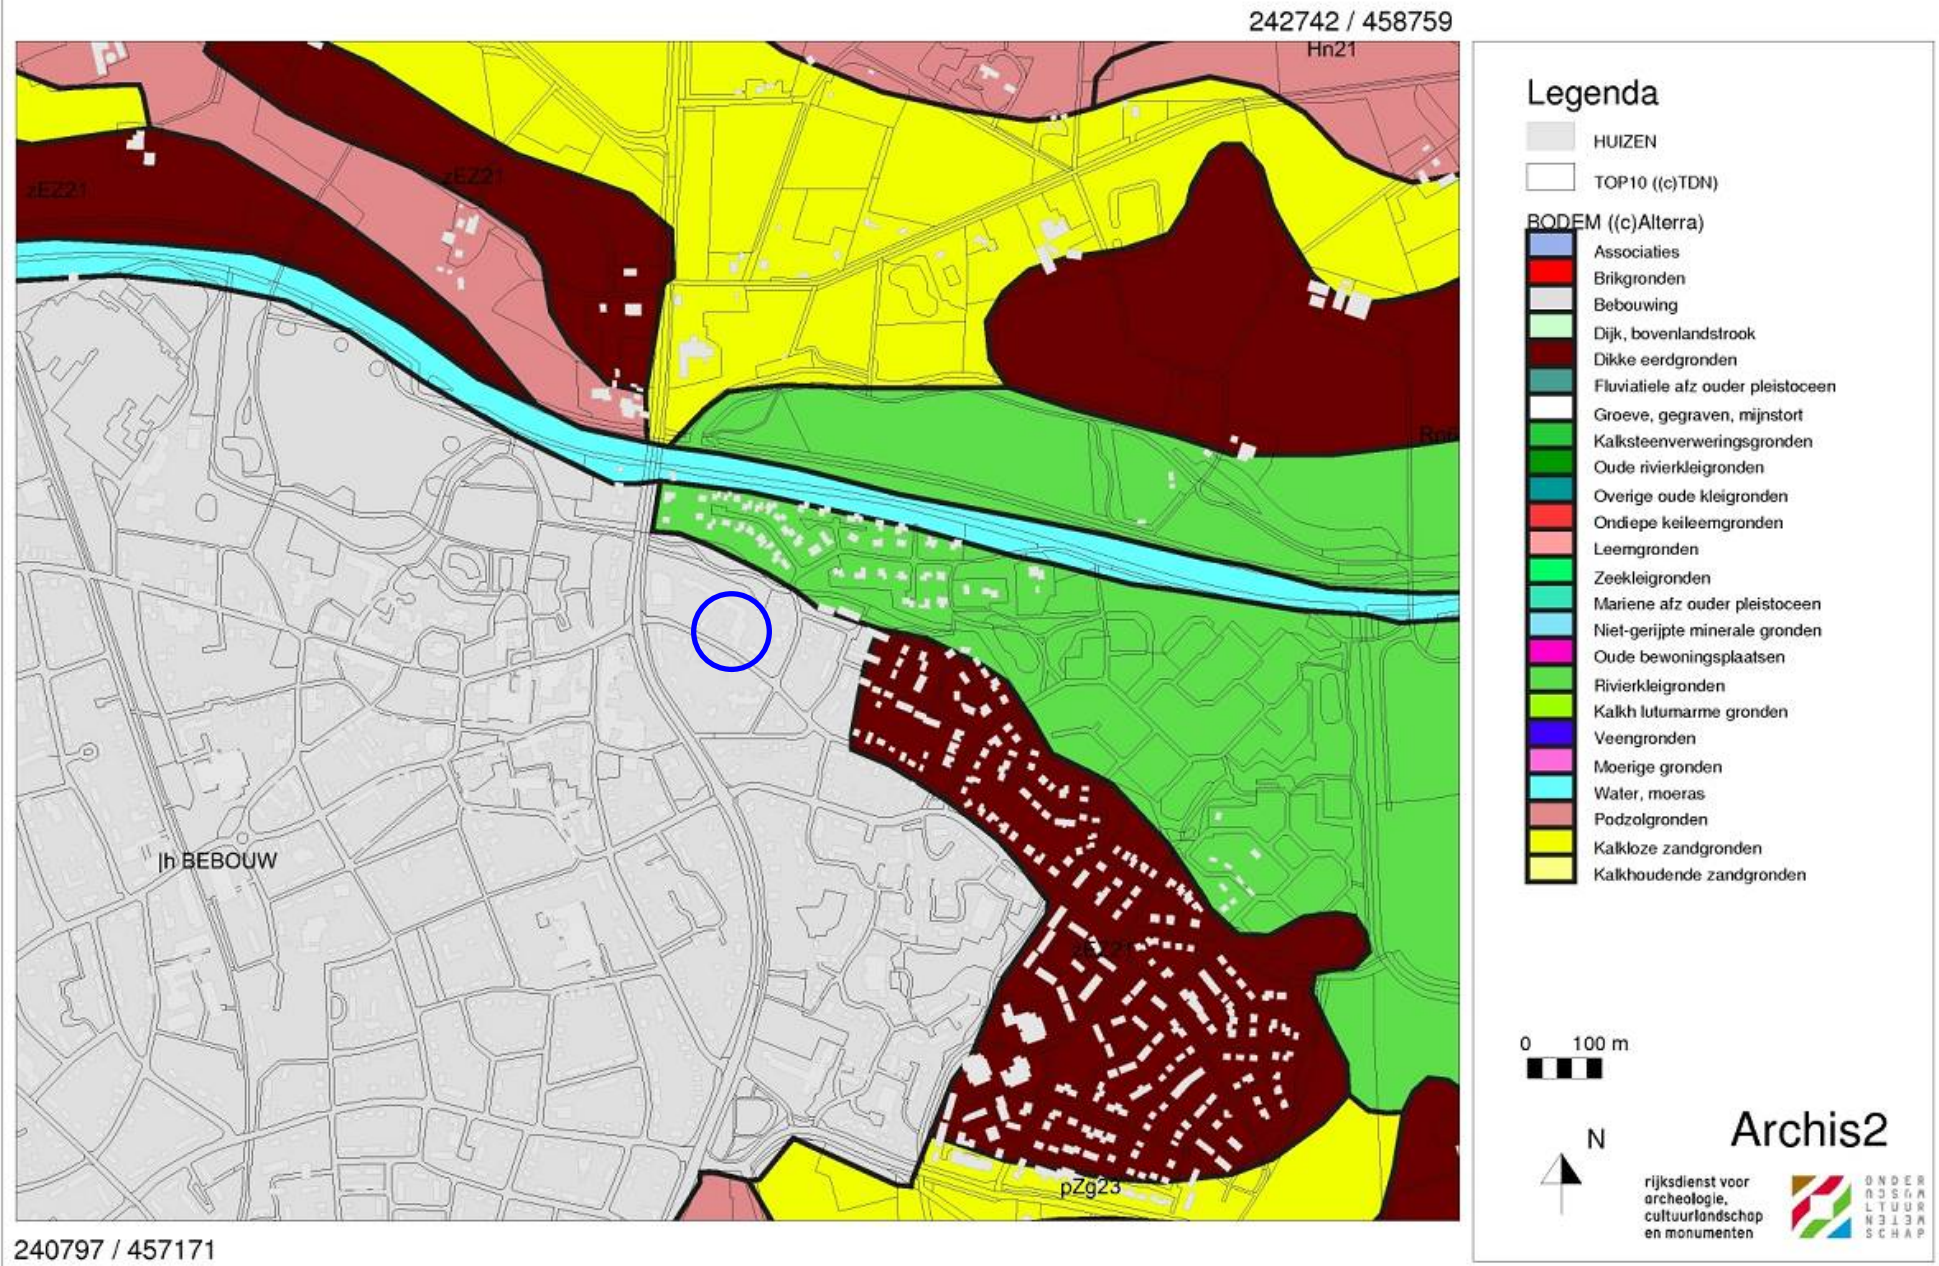 242742 / 458759
Hn21
zEZ21
zEZ21
|h BEBOUW
zEZ21
pZg23
240797 / 457171
Legenda
HUIZEN
TOP10 ((c)TDN)
BODEM ((c)Alterra)
Associaties
Brikgronden
Bebouwing
Dijk, bovenlandstrook
Dikke eerdgronden
Fluviatiele afz ouder pleistoceen
Groeve, gegraven, mijnstort
Kalksteenverweringsgronden
Oude rivierkleigronden
Overige oude kleigronden
Ondiepe keileemgronden
Leemgronden
Zeekleigronden
Mariene afz ouder pleistoceen
Niet-gerijpte minerale gronden
Oude bewoningsplaatsen
Rivierkleigronden
Kalkh lutumarme gronden
Veengronden
Moerige gronden
Water, moeras
Podzolgronden
Kalkloze zandgronden
Kalkhoudende zandgronden
0 100 m
N
Archis2
rijksdienst voor
archeologie,
cultuurlandschap
en monumenten